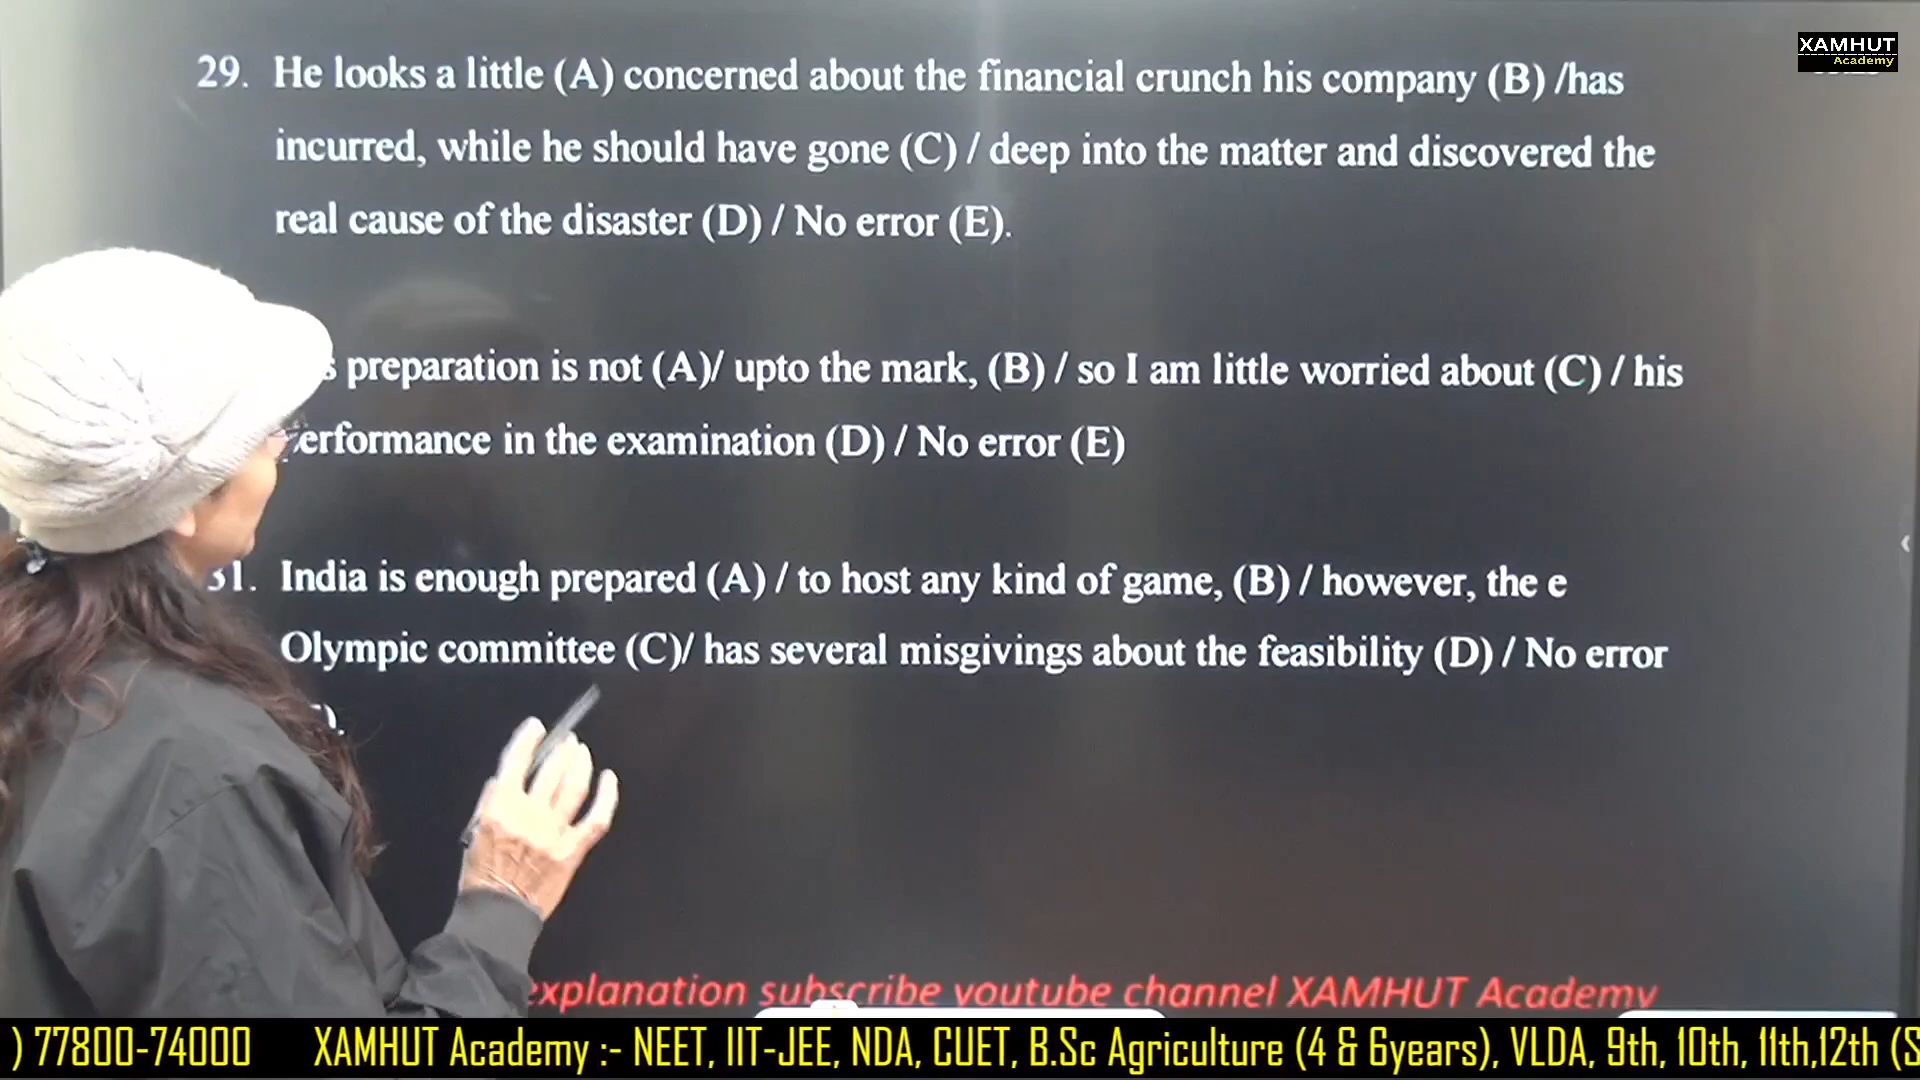 XAMHUT
Academy
29. He looks a little (A) concerned about the financial crunch his company (B) /has
incurred, while he should have gone (C) / deep into the matter and discovered the
real cause of the disaster (D) / No error (E).
preparation is not (A)/ upto the mark, (B) / so I am little worried about (C) / his
erformance in the examination (D) / No error (E)
31. India is enough prepared (A) / to host any kind of game, (B) / however, the e
Olympic committee (C)/ has several misgivings about the feasibility (D) / No error
explanation subscribe youtube channel XAMHUT Academy
) 77800-74000 XAMHUT Academy :- NEET, IIT-JEE, NDA, CUET, B.Sc Agriculture (4 & 6years), VLDA, 9th, 10th, 11th,12th (S